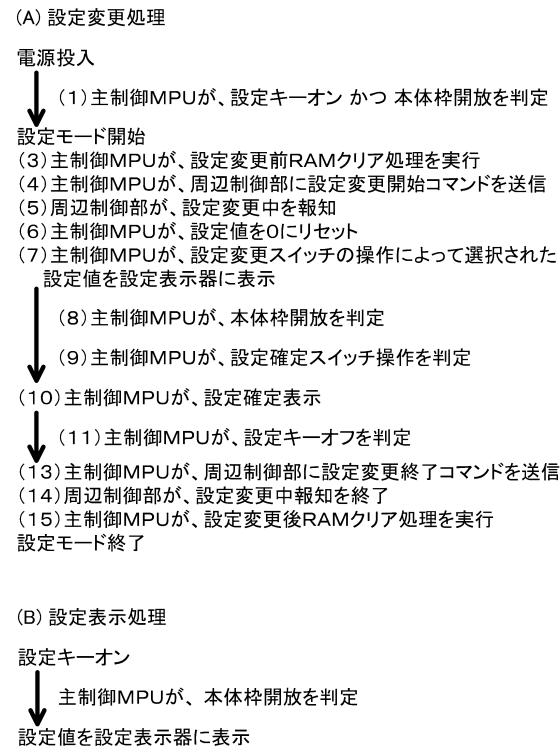 (A) 設定変更処理
電源投入
(1)主制御MPUが、設定キーオン かつ 本体枠開放を判定
設定モード開始
(3)主制御MPUが、設定変更前RAMクリア処理を実行
(4)主制御MPUが、周辺制御部に設定変更開始コマンドを送信
(5)周辺制御部が、設定変更中を報知
(6)主制御MPUが、設定値を0にリセット
(7)主制御MPUが、設定変更スイッチの操作によって選択された
設定値を設定表示器に表示
(8)主制御MPUが、本体枠開放を判定
(9)主制御MPUが、設定確定スイッチ操作を判定
(10)主制御MPUが、設定確定表示
(11)主制御MPUが、設定キーオフを判定
(13)主制御MPUが、周辺制御部に設定変更終了コマンドを送信
(14)周辺制御部が、設定変更中報知を終了
(15)主制御MPUが、設定変更後RAMクリア処理を実行
設定モード終了
(B) 設定表示処理
設定キーオン
主制御MPUが、本体枠開放を判定
設定値を設定表示器に表示